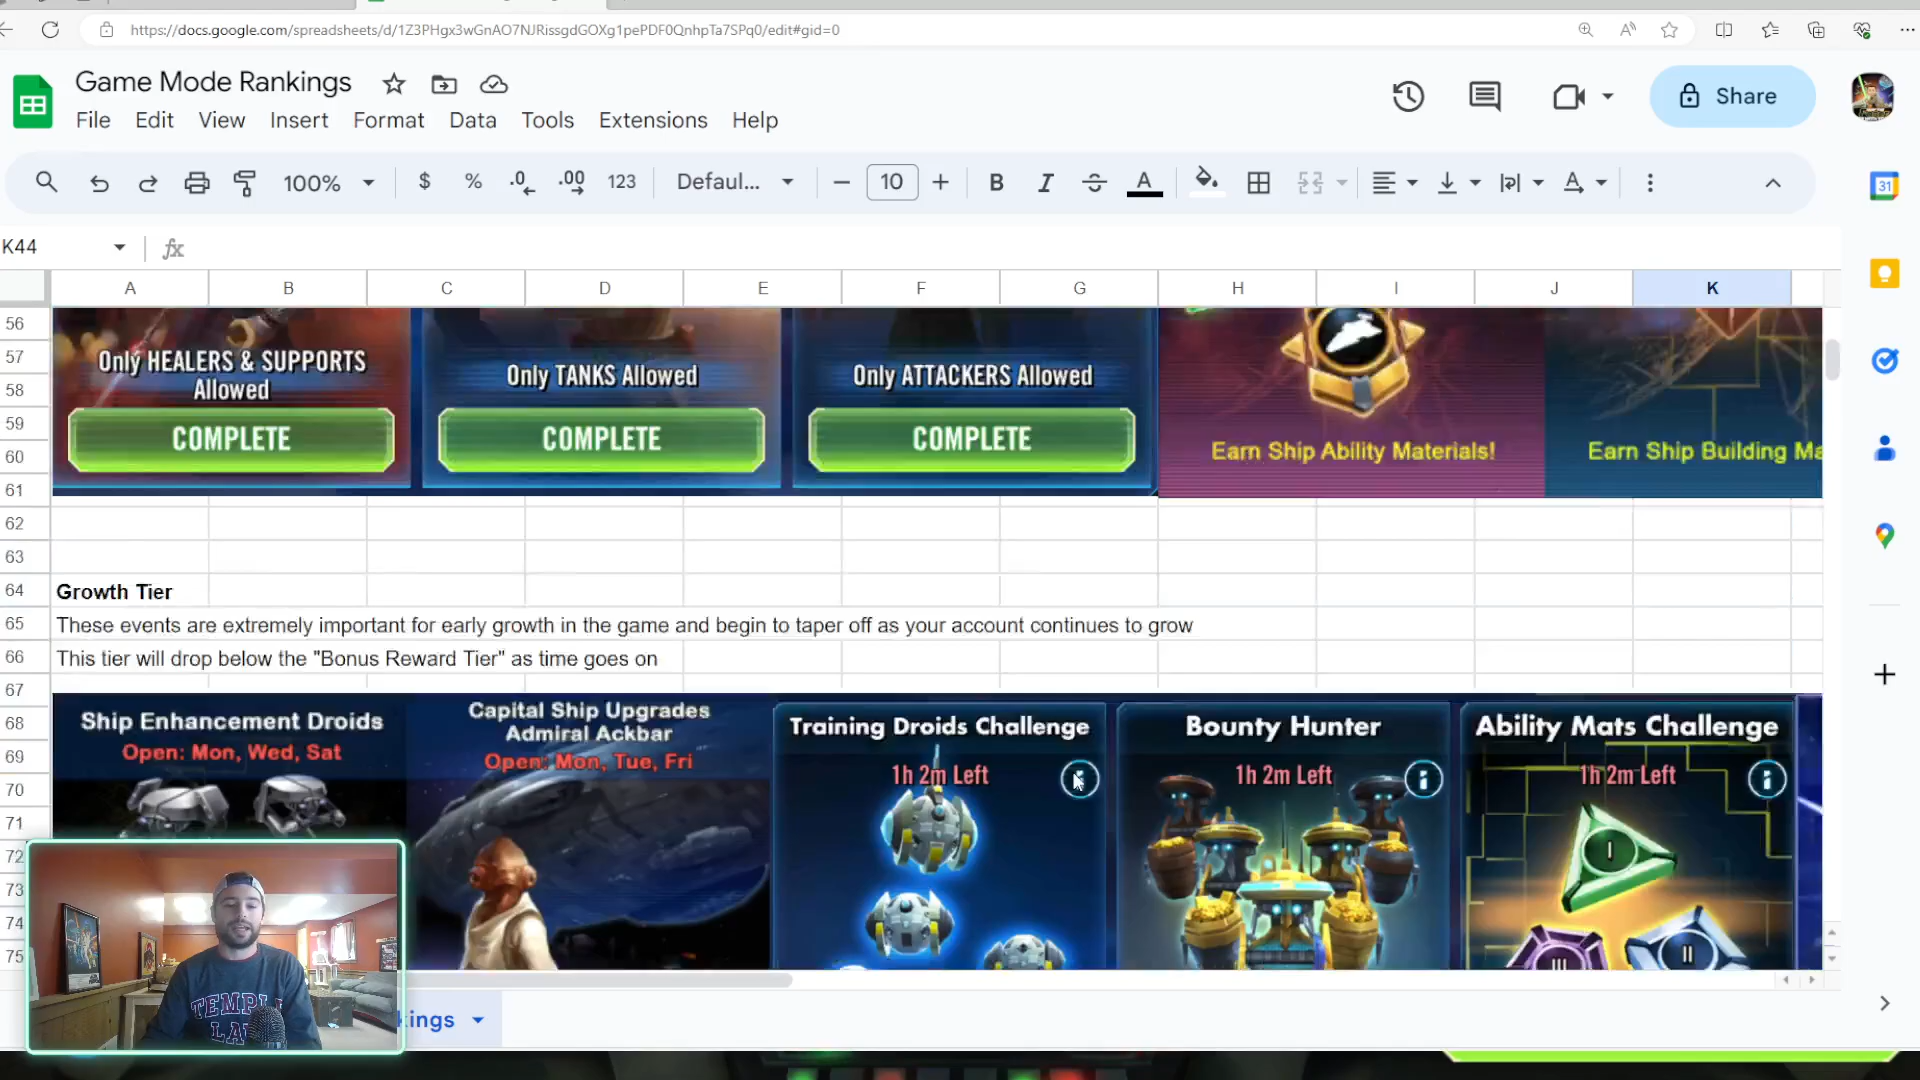 https://docs.google.com/spreadsheets/d/1Z3PHgx3wGnAO7NJRissgdGOXg1pePDF0QnhpTa7SPq0/edit#gid=0
Game Mode Rankings
Share
File Edit View Insert Format Data Tools Extensions Help
100% $ % .0 .00 123 Defaul... 10 B I S A A
31
K44 fx
A B C D E F G H I J K
56
57
58
59
60
61
62
63
64
65
66
67
68
69
70
71
72
73
74
75
Only HEALERS & SUPPORTS
Allowed
COMPLETE
Only TANKS Allowed
COMPLETE
Only ATTACKERS Allowed
COMPLETE
Earn Ship Ability Materials!
Earn Ship Building Ma
Growth Tier
These events are extremely important for early growth in the game and begin to taper off as your account continues to grow
This tier will drop below the "Bonus Reward Tier" as time goes on
Ship Enhancement Droids
Open: Mon, Wed, Sat
Capital Ship Upgrades
Admiral Ackbar
Open: Mon, Tue, Fri
Training Droids Challenge
1h 2m Left
Bounty Hunter
1h 2m Left
i
Ability Mats Challenge
1h 2m Left
i
I
II
III
TEMPLE
LAW
kings